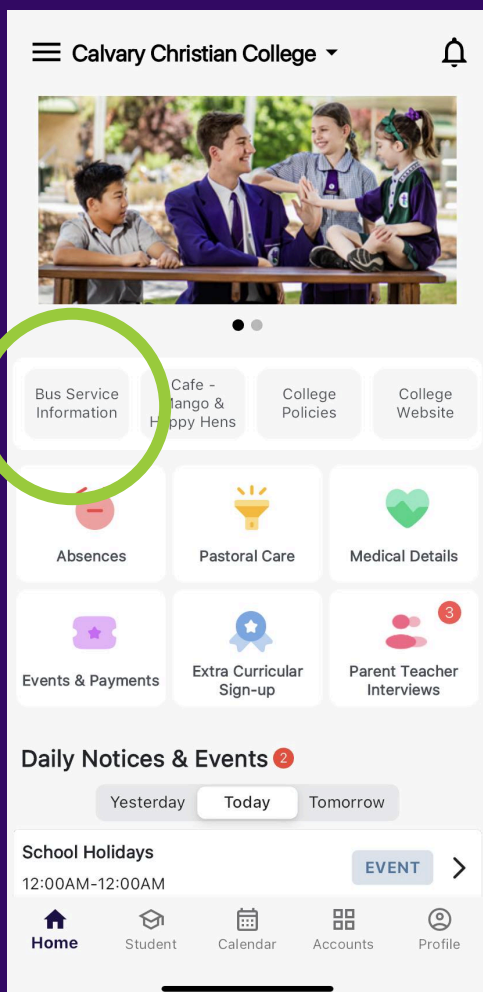 Calvary Christian College
Bus Service
Information
Cafe -
Mango &
Happy Hens
College
Policies
College
Website
Absences
Pastoral Care
Medical Details
Events & Payments
Extra Curricular
Sign-up
3
Parent Teacher
Interviews
Daily Notices & Events 2
Yesterday Today Tomorrow
School Holidays
12:00AM-12:00AM
EVENT
Home Student Calendar Accounts Profile